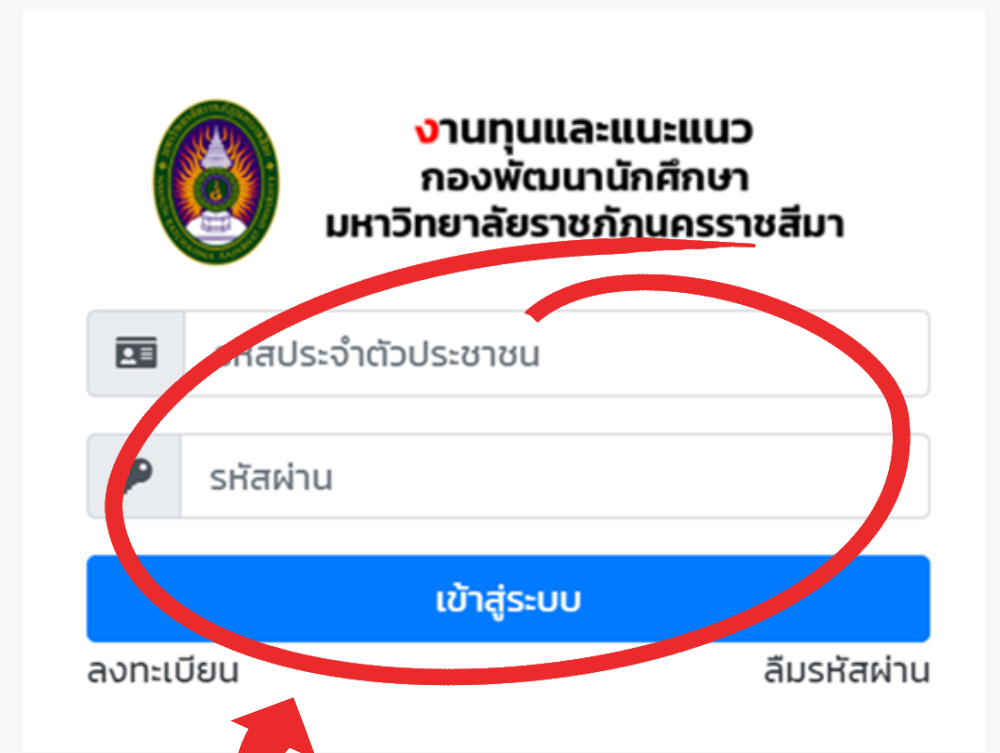 งานทุนและแนะแนว
กองพัฒนานักศึกษา
มหาวิทยาลัยราชภัฏนครราชสีมา
รหัสประจำตัวประชาชน
รหัสผ่าน
เข้าสู่ระบบ
ลงทะเบียน
ลืมรหัสผ่าน